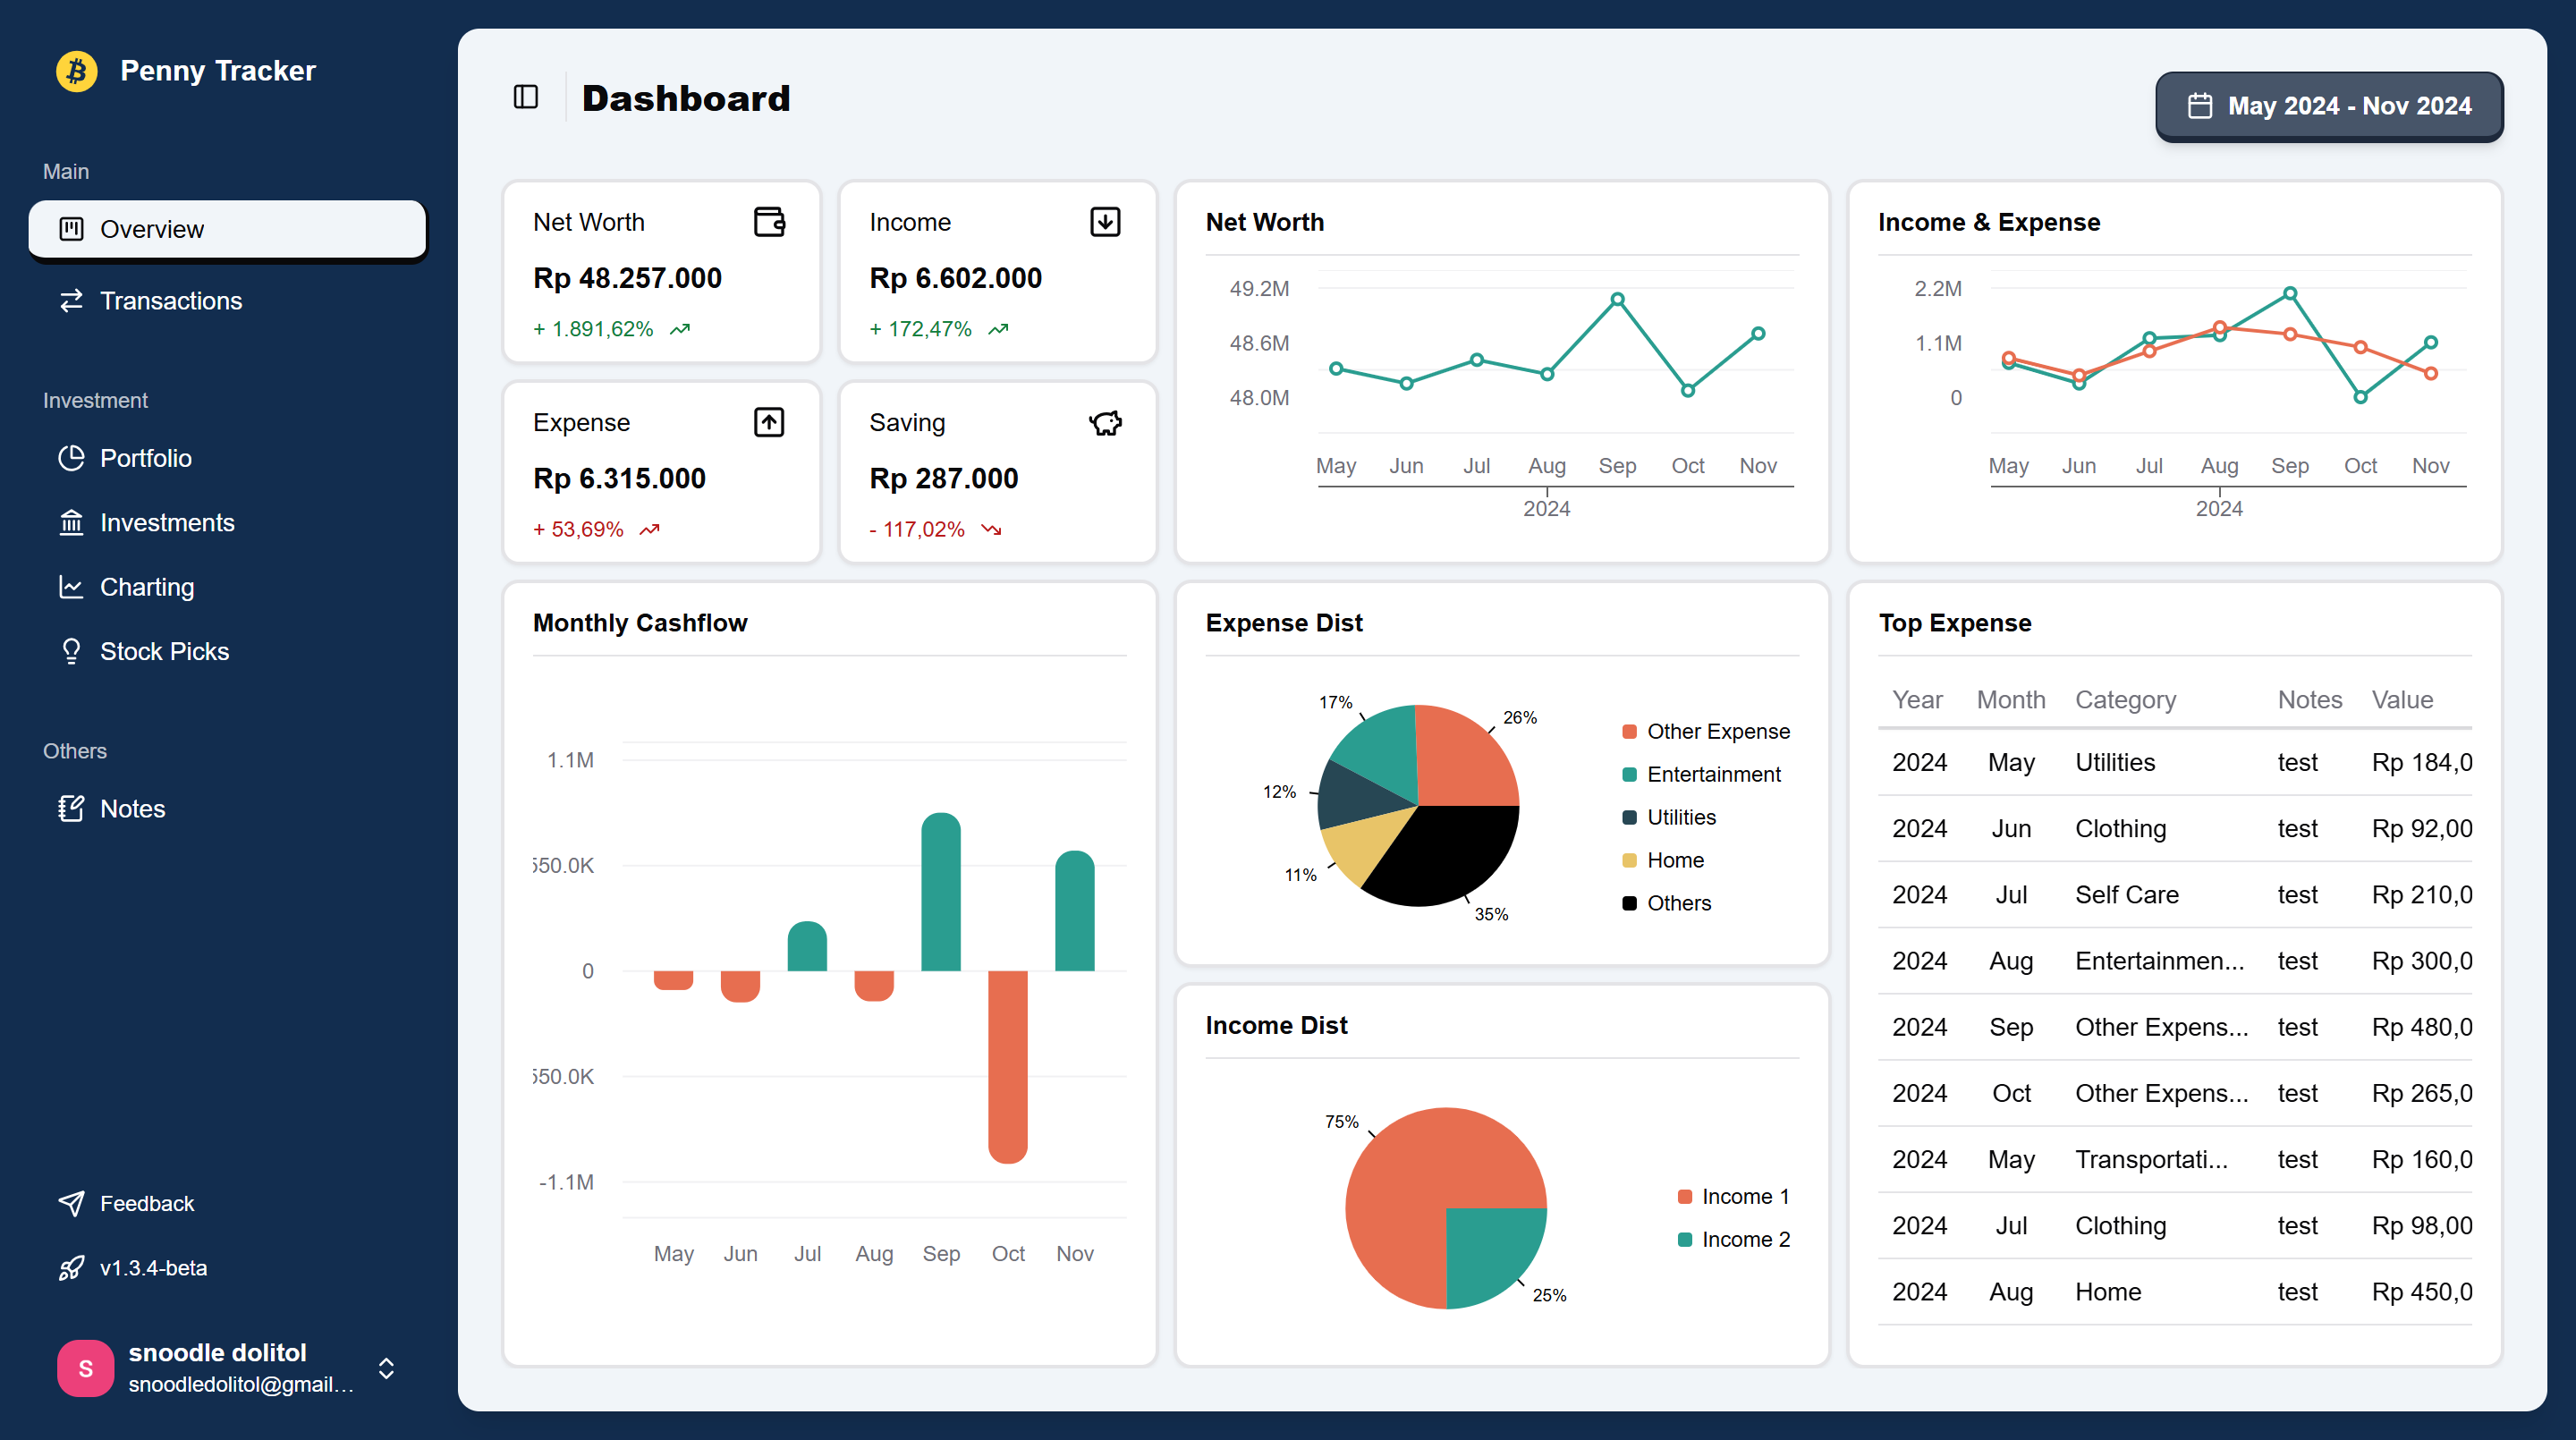 Penny Tracker
Main
Overview
Transactions
Investment
Portfolio
Investments
Charting
Stock Picks
Others
Notes
Feedback
v1.3.4-beta
S
snoodle dolitol
snoodledolitol@gmail...
Dashboard
May 2024 - Nov 2024
Net Worth
Rp 48.257.000
+ 1.891,62%
Income
Rp 6.602.000
+ 172,47%
Expense
Rp 6.315.000
+ 53,69%
Saving
Rp 287.000
- 117,02%
Net Worth
49.2M
48.6M
48.0M
May Jun Jul Aug Sep Oct Nov
2024
Income & Expense
2.2M
1.1M
0
May Jun Jul Aug Sep Oct Nov
2024
Monthly Cashflow
1.1M
550.0K
0
550.0K
-1.1M
May Jun Jul Aug Sep Oct Nov
Expense Dist
17%
26%
12%
11%
35%
Other Expense
Entertainment
Utilities
Home
Others
Income Dist
75%
25%
Income 1
Income 2
Top Expense
Year Month Category Notes Value
2024 May Utilities test Rp 184,0
2024 Jun Clothing test Rp 92,00
2024 Jul Self Care test Rp 210,0
2024 Aug Entertainmen... test Rp 300,0
2024 Sep Other Expens... test Rp 480,0
2024 Oct Other Expens... test Rp 265,0
2024 May Transportati... test Rp 160,0
2024 Jul Clothing test Rp 98,00
2024 Aug Home test Rp 450,0